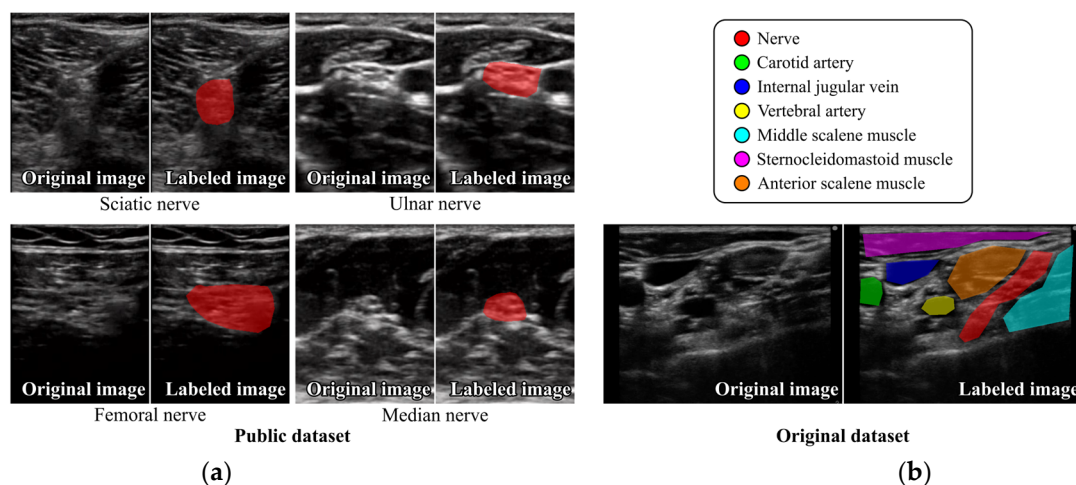 Original image
Labeled image
Sciatic nerve
Original image
Labeled image
Ulnar nerve
Original image
Labeled image
Femoral nerve
Original image
Labeled image
Median nerve
Public dataset
(a)
Nerve
Carotid artery
Internal jugular vein
Vertebral artery
Middle scalene muscle
Sternocleidomastoid muscle
Anterior scalene muscle
Original image
Labeled image
Original dataset
(b)